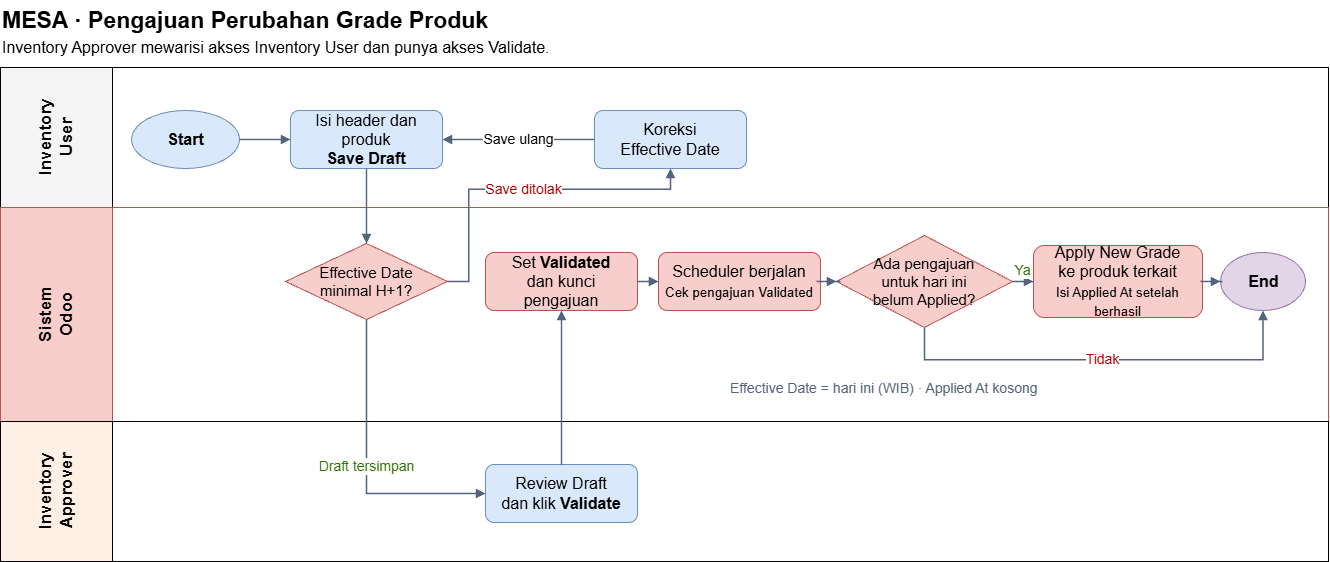 MESA · Pengajuan Perubahan Grade Produk
Inventory Approver mewarisi akses Inventory User dan punya akses Validate.
Inventory
User
Start
Isi header dan
produk
Save Draft
Save ulang
Koreksi
Effective Date
Save ditolak
Sistem
Odoo
Effective Date
minimal H+1?
Set Validated
dan kunci
pengajuan
Scheduler berjalan
Cek pengajuan Validated
Ada pengajuan
untuk hari ini
belum Applied?
Ya
Apply New Grade
ke produk terkait
Isi Applied At setelah
berhasil
End
Tidak
Effective Date = hari ini (WIB) · Applied At kosong
Inventory
Approver
Draft tersimpan
Review Draft
dan klik Validate